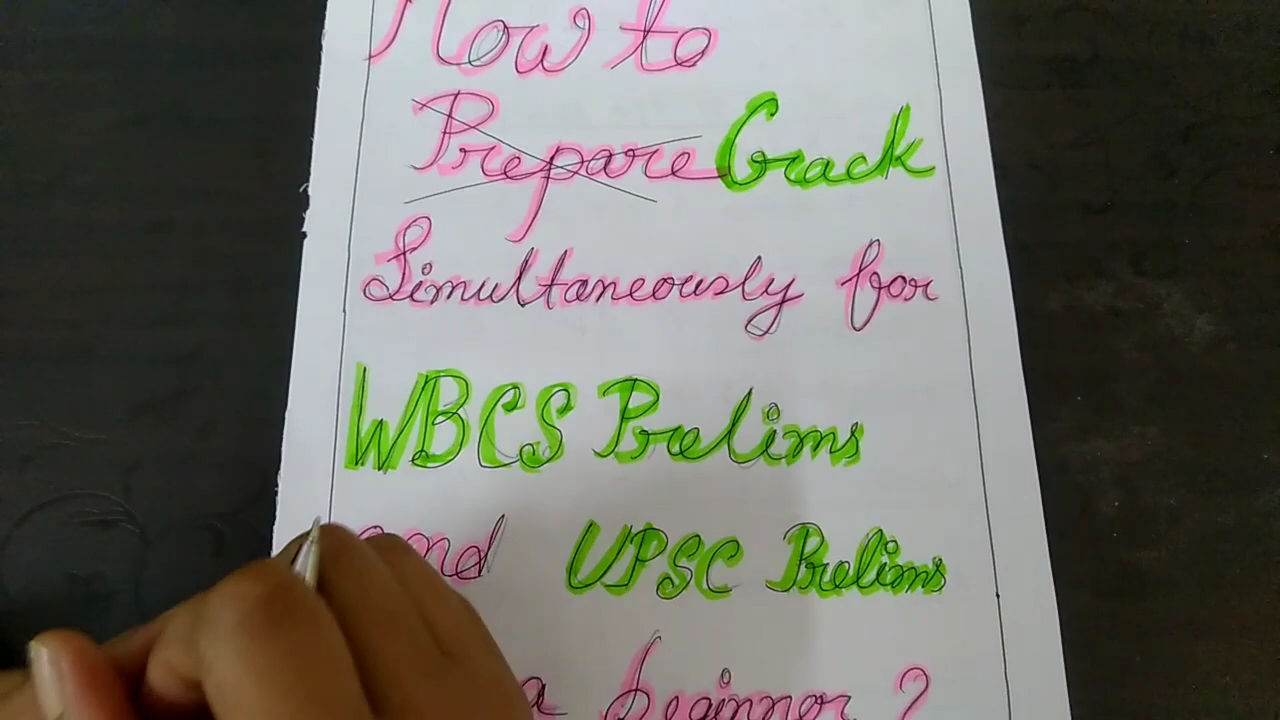 How to
Prepare Crack
Simultaneously for
WBCS Prelims
and UPSC Prelims
a beginner ?